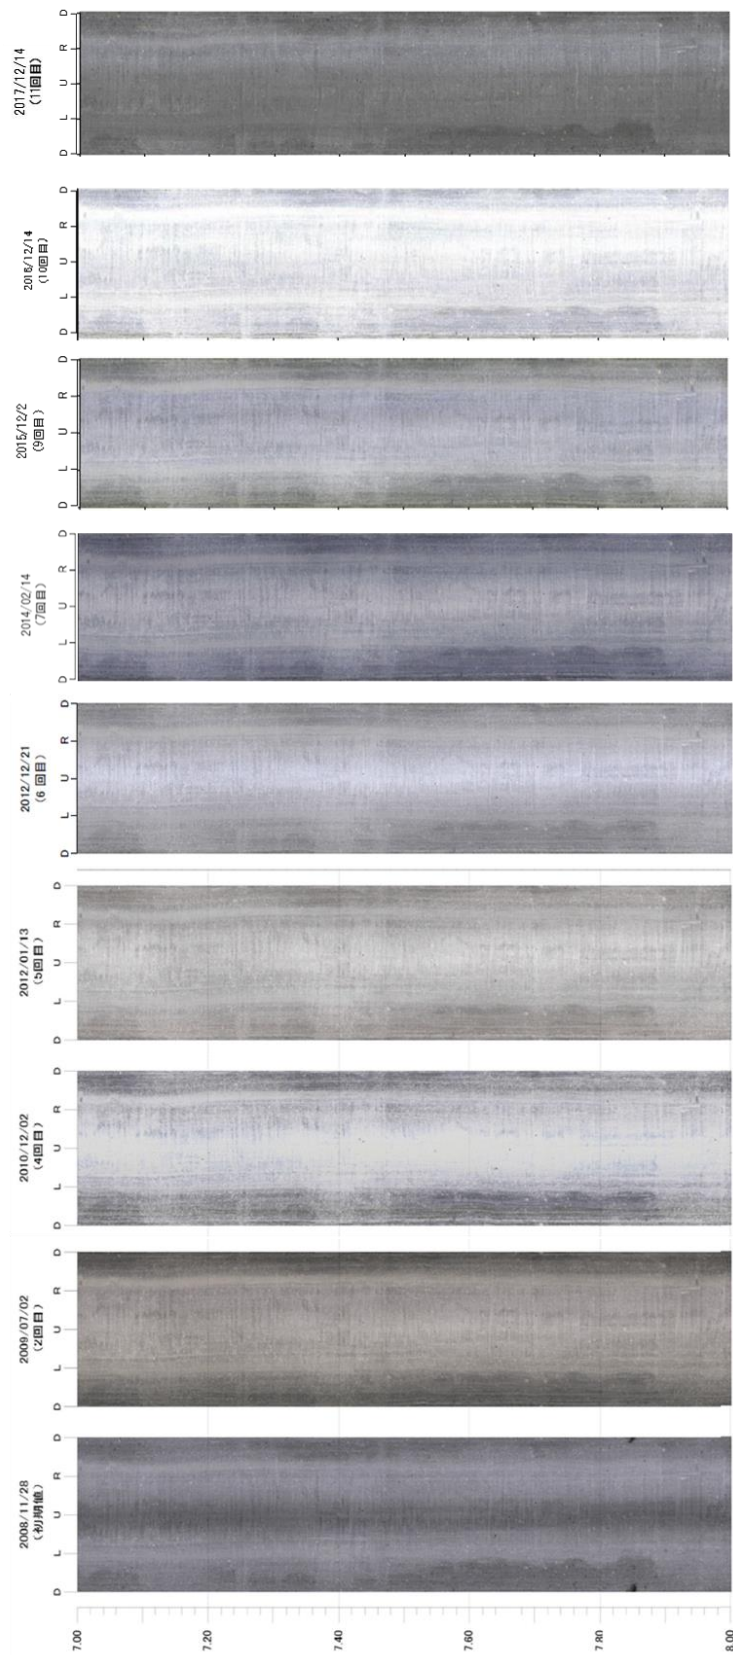 2017/12/14
(11回目)
D R U L D
2016/12/14
(10回目)
D R U L D
2015/12/2
(9回目)
D R U L D
2014/02/14
(7回目)
D R U L D
2012/12/21
(6 回目)
D R U L D
2012/01/13
(5回目)
D R U L D
2010/12/02
(4回目)
D R U L D
2009/07/02
(2回目)
D R U L D
2008/11/28
(初期値)
D R U L D
7.00 7.20 7.40 7.60 7.80 8.00